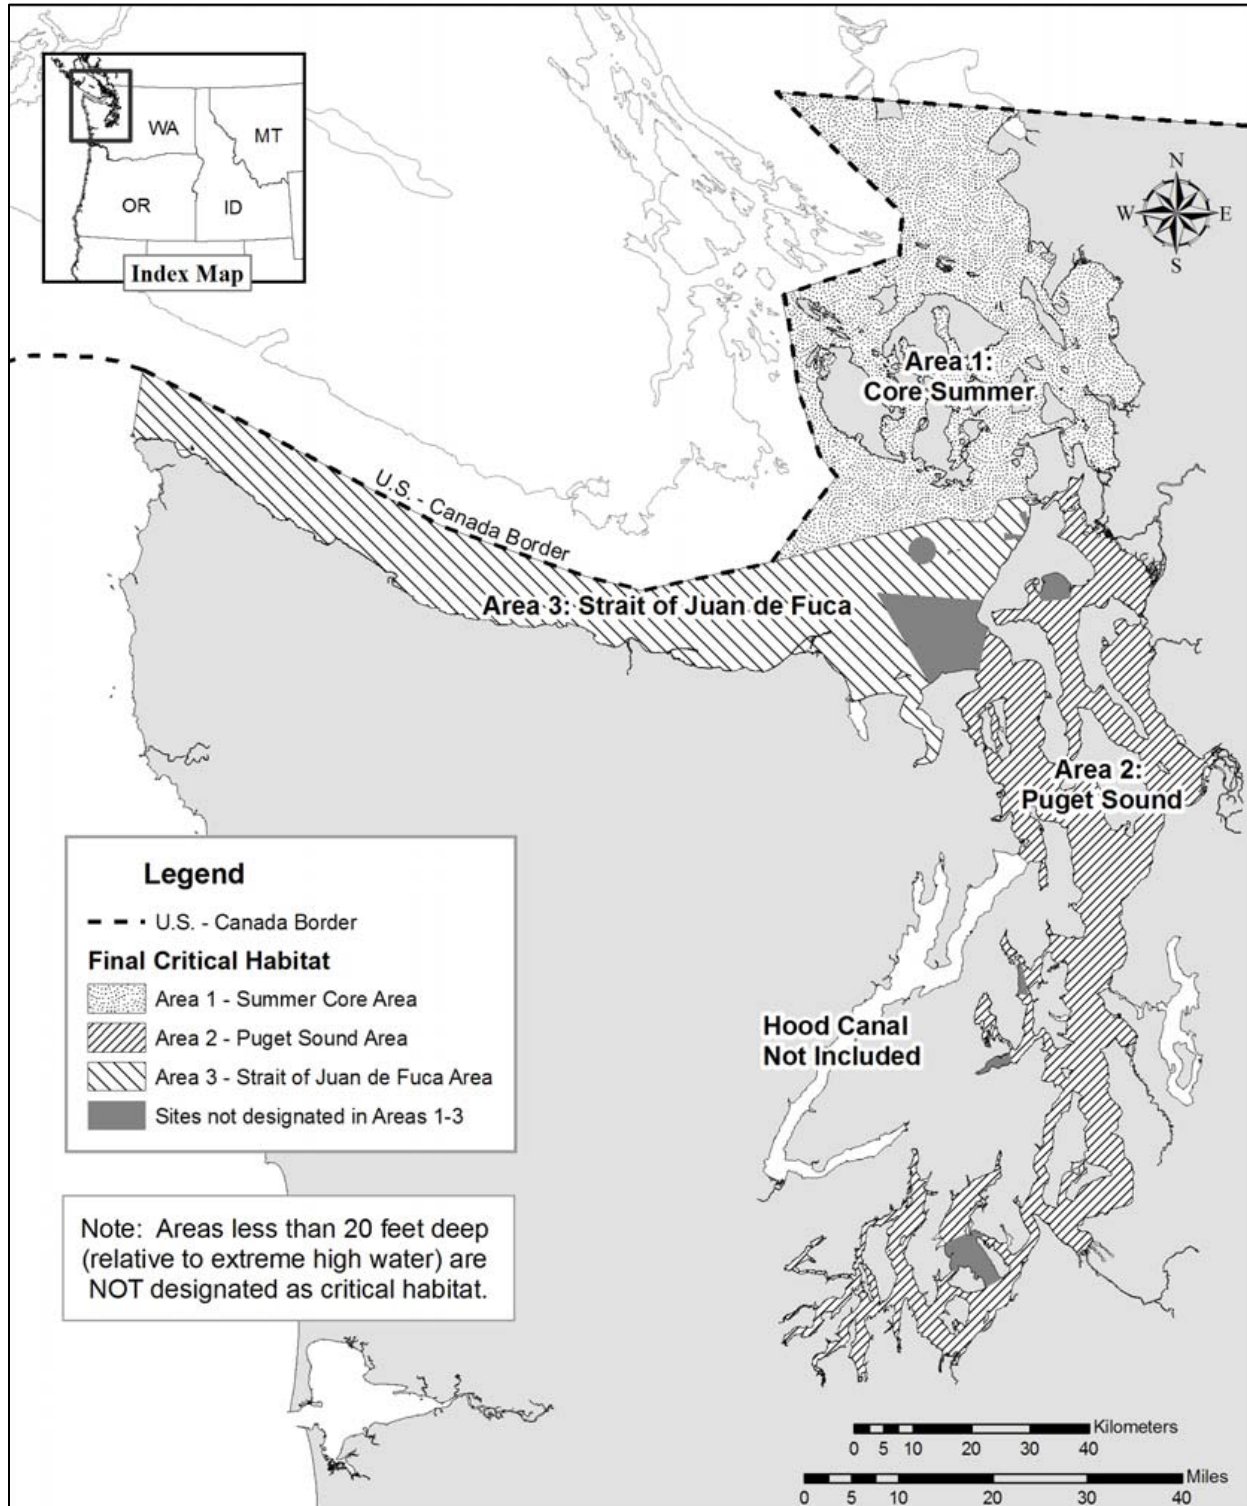 WA
MT
OR
ID
Index Map
N
W
E
S
Area 1:
Core Summer
U.S. - Canada Border
Area 3: Strait of Juan de Fuca
Area 2:
Puget Sound
Legend
U.S. - Canada Border
Final Critical Habitat
Area 1 - Summer Core Area
Area 2 - Puget Sound Area
Area 3 - Strait of Juan de Fuca Area
Sites not designated in Areas 1-3
Hood Canal
Not Included
Note: Areas less than 20 feet deep
(relative to extreme high water) are
NOT designated as critical habitat.
Kilometers
0 5 10 20 30 40
Miles
0 5 10 20 30 40